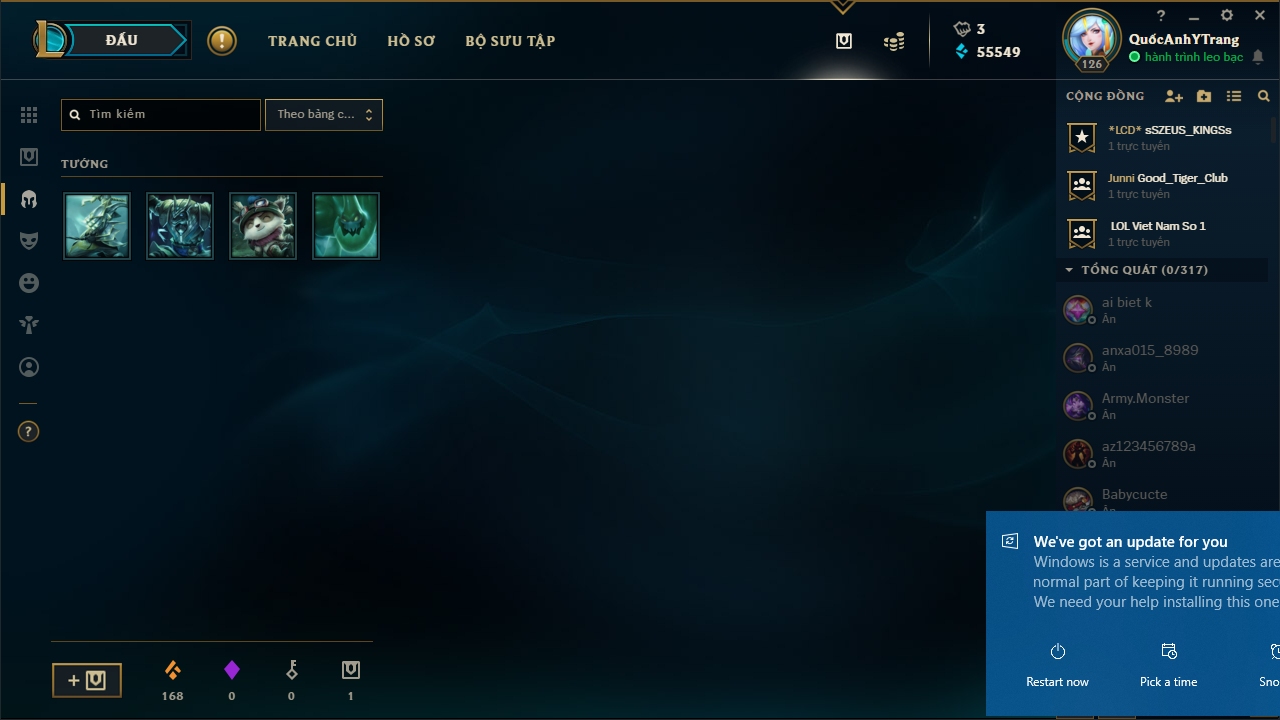 ĐẤU
!
TRANG CHỦ
HỒ SƠ
BỘ SƯU TẬP
3
55549
?
126
QuốcAnhYTrang
hành trình leo bạc
Tìm kiếm
Theo bảng c...
TƯỚNG
?
168
0
0
1
CỘNG ĐỒNG
*LCD* sSZEUS_KINGSs
1 trực tuyến
Junni Good_Tiger_Club
1 trực tuyến
LOL Viet Nam So 1
1 trực tuyến
TỔNG QUÁT (0/317)
ai biet k
Ẩn
anxa015_8989
Ẩn
Army.Monster
Ẩn
az123456789a
Ẩn
Babycucte
We've got an update for you
Windows is a service and updates are
normal part of keeping it running sec
We need your help installing this one
Restart now
Pick a time
Sno